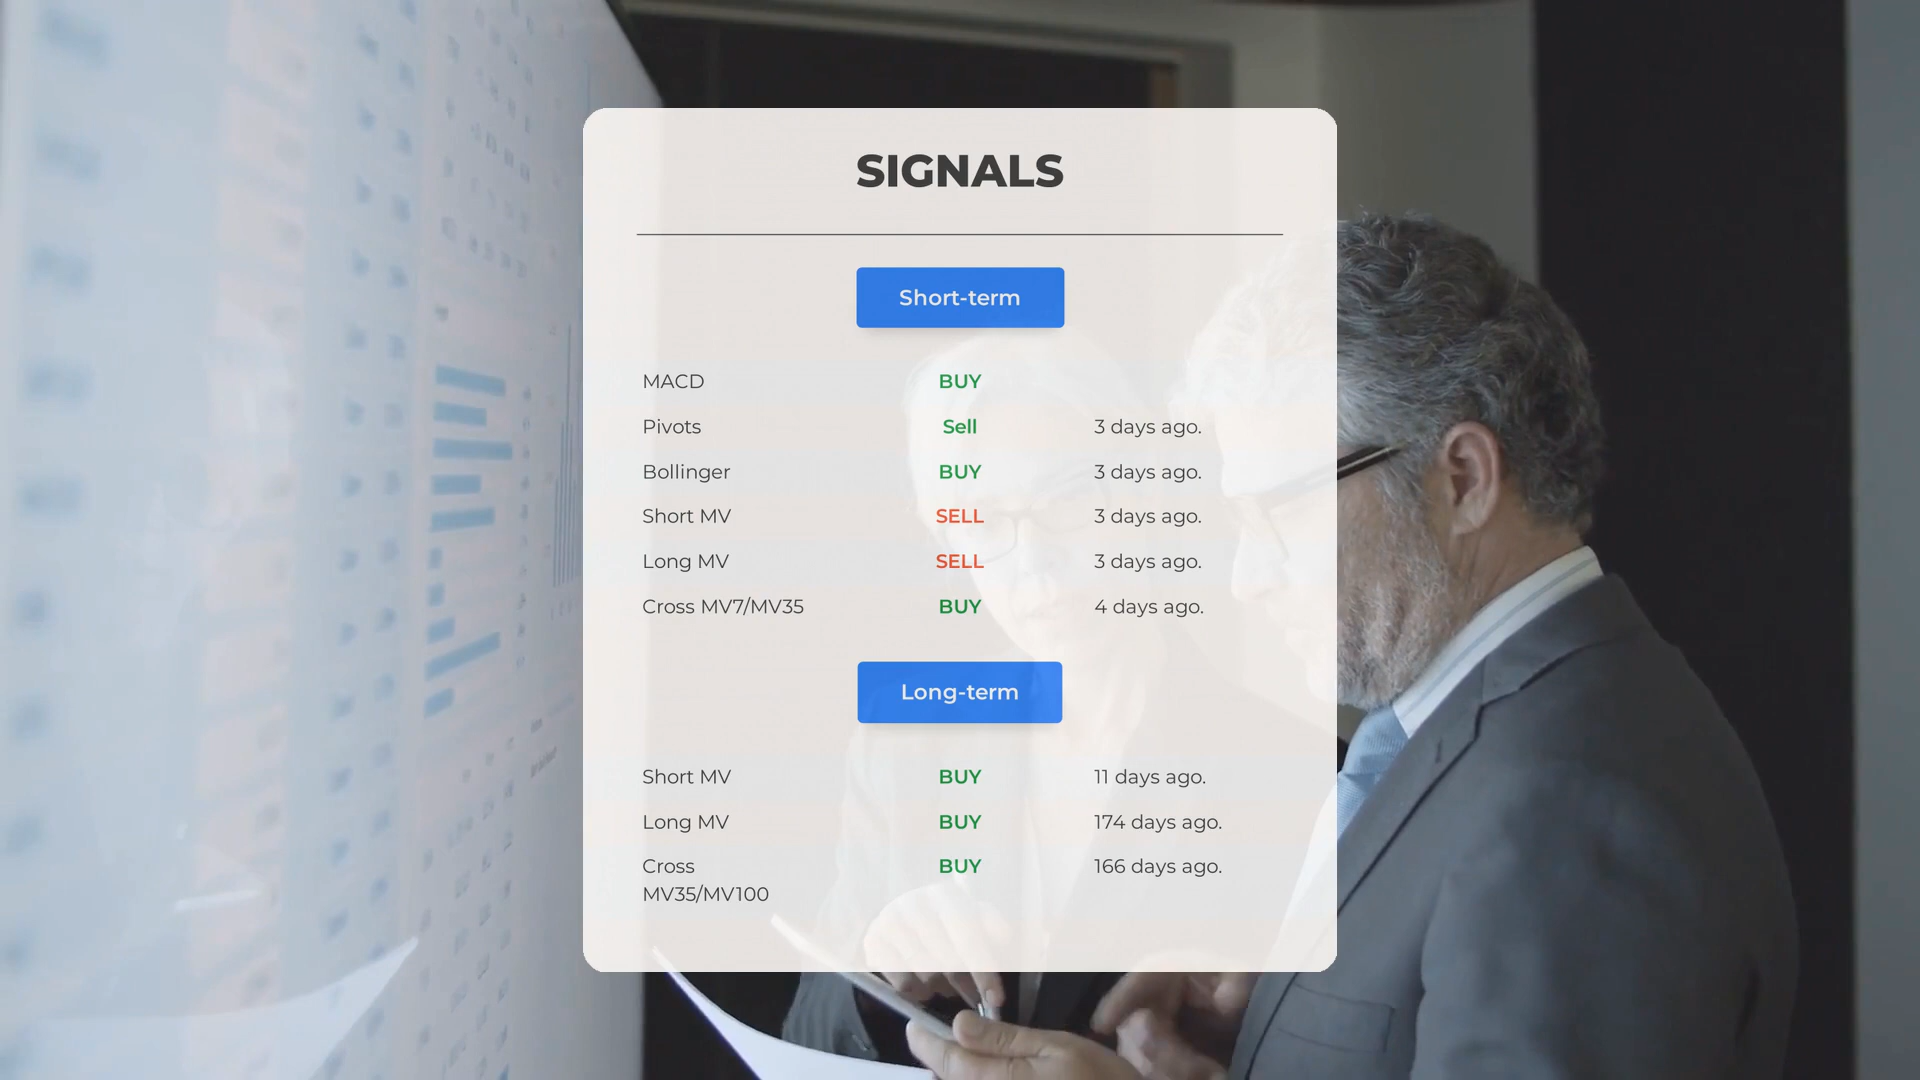 SIGNALS
Short-term
MACD BUY
Pivots Sell 3 days ago.
Bollinger BUY 3 days ago.
Short MV SELL 3 days ago.
Long MV SELL 3 days ago.
Cross MV7/MV35 BUY 4 days ago.
Long-term
Short MV BUY 11 days ago.
Long MV BUY 174 days ago.
Cross BUY 166 days ago.
MV35/MV100